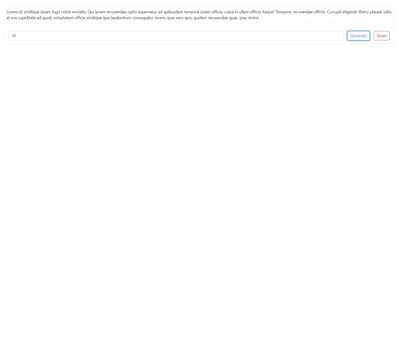 Lorem sit similique ipsam fugit nobis veritatis. Qui ipsam recusandae optio aspernatur ad quibusdam tempora ipsam officia, culpa in ullam officiis itaque! Tempore, recusandae officiis. Corrupti eligendi, libero placeat odio
at eos cupiditate ad quod, voluptatem officia similique quo laudantium consequatur lorem, quia vero quo, quidem recusandae quas, ipsa. Animi.
50
Generate
Reset